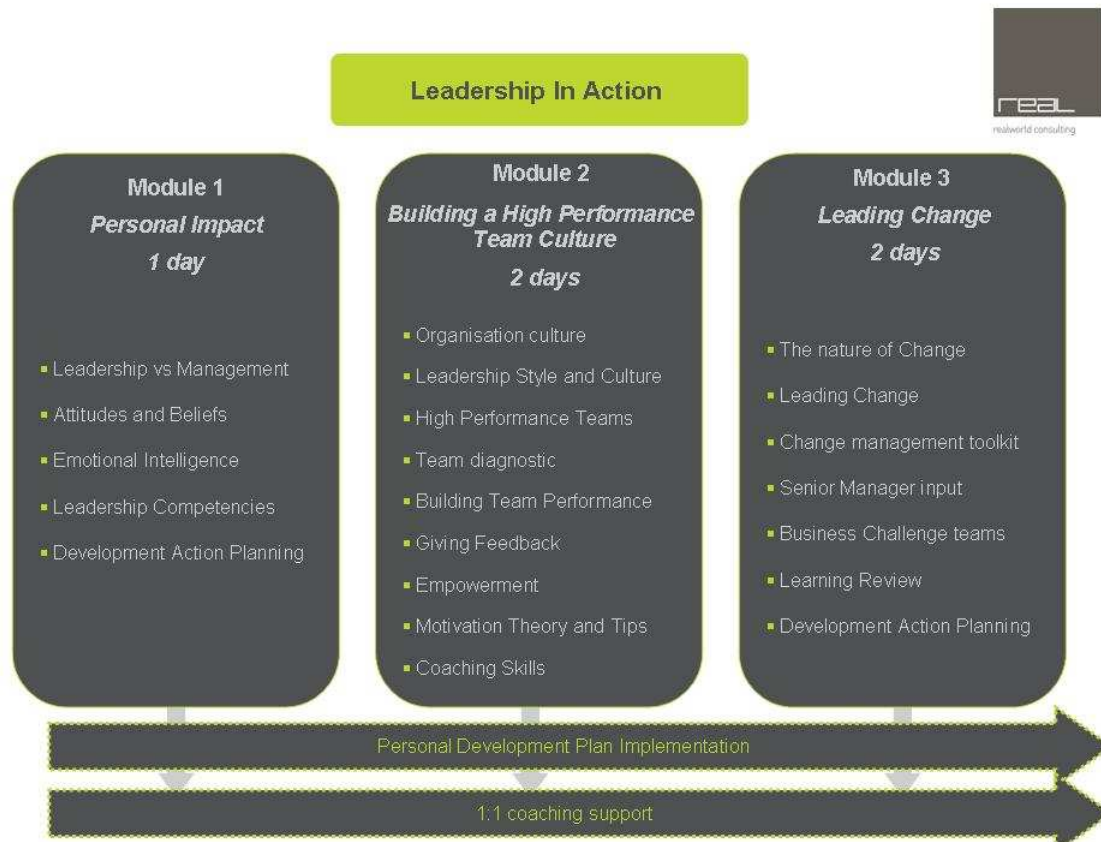 Leadership In Action
real
realworld consulting
Module 1
Personal Impact
1 day
Leadership vs Management
Attitudes and Beliefs
Emotional Intelligence
Leadership Competencies
Development Action Planning
Module 2
Building a High Performance
Team Culture
2 days
Organisation culture
Leadership Style and Culture
High Performance Teams
Team diagnostic
Building Team Performance
Giving Feedback
Empowerment
Motivation Theory and Tips
Coaching Skills
Module 3
Leading Change
2 days
The nature of Change
Leading Change
Change management toolkit
Senior Manager input
Business Challenge teams
Learning Review
Development Action Planning
Personal Development Plan Implementation
1:1 coaching support